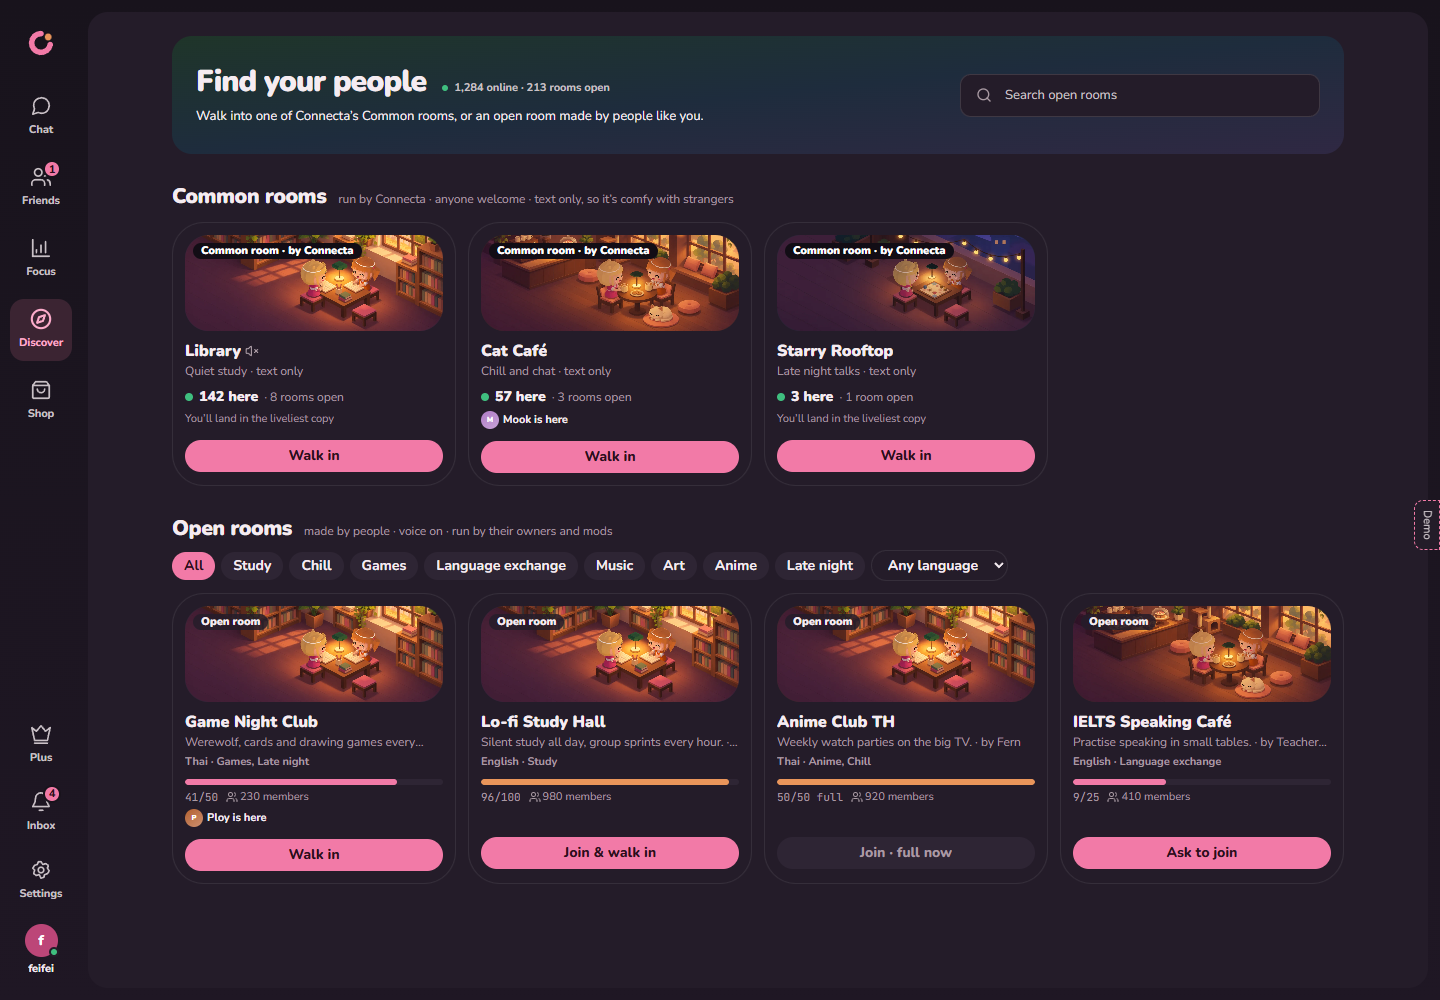 Chat
1
Friends
Focus
Discover
Shop
Plus
4
Inbox
Settings
f
feifei
Find your people
1,284 online · 213 rooms open
Walk into one of Connecta's Common rooms, or an open room made by people like you.
Search open rooms
Common rooms
run by Connecta · anyone welcome · text only, so it's comfy with strangers
Common room · by Connecta
Library
Quiet study · text only
142 here · 8 rooms open
You'll land in the liveliest copy
Walk in
Common room · by Connecta
Cat Café
Chill and chat · text only
57 here · 3 rooms open
M
Mook is here
Walk in
Common room · by Connecta
Starry Rooftop
Late night talks · text only
3 here · 1 room open
You'll land in the liveliest copy
Walk in
Demo
Open rooms
made by people · voice on · run by their owners and mods
All
Study
Chill
Games
Language exchange
Music
Art
Anime
Late night
Any language
Open room
Game Night Club
Werewolf, cards and drawing games every...
Thai · Games, Late night
41/50 230 members
P
Ploy is here
Walk in
Open room
Lo-fi Study Hall
Silent study all day, group sprints every hour. ·...
English · Study
96/100 980 members
Join & walk in
Open room
Anime Club TH
Weekly watch parties on the big TV. · by Fern
Thai · Anime, Chill
50/50 full 920 members
Join · full now
Open room
IELTS Speaking Café
Practise speaking in small tables. · by Teacher...
English · Language exchange
9/25 410 members
Ask to join